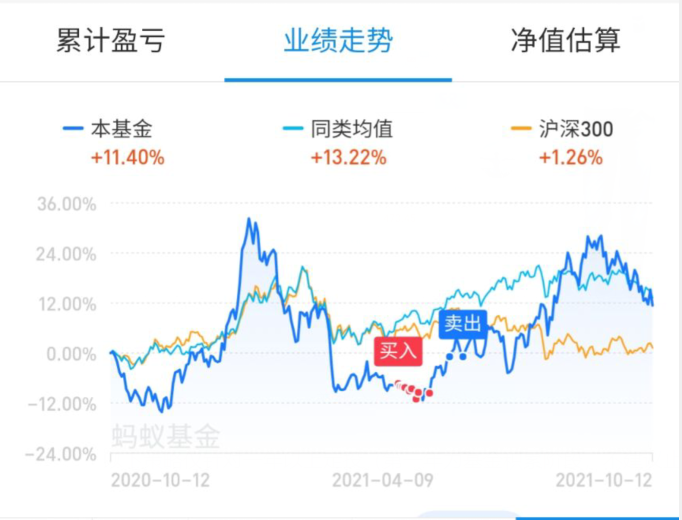 累计盈亏 业绩走势 净值估算
本基金 同类均值 沪深300
+11.40% +13.22% +1.26%
36.00%
24.00%
12.00%
卖出
买入
0.00%
-12.00%
蚂蚁基金
-24.00%
2020-10-12 2021-04-09 2021-10-12